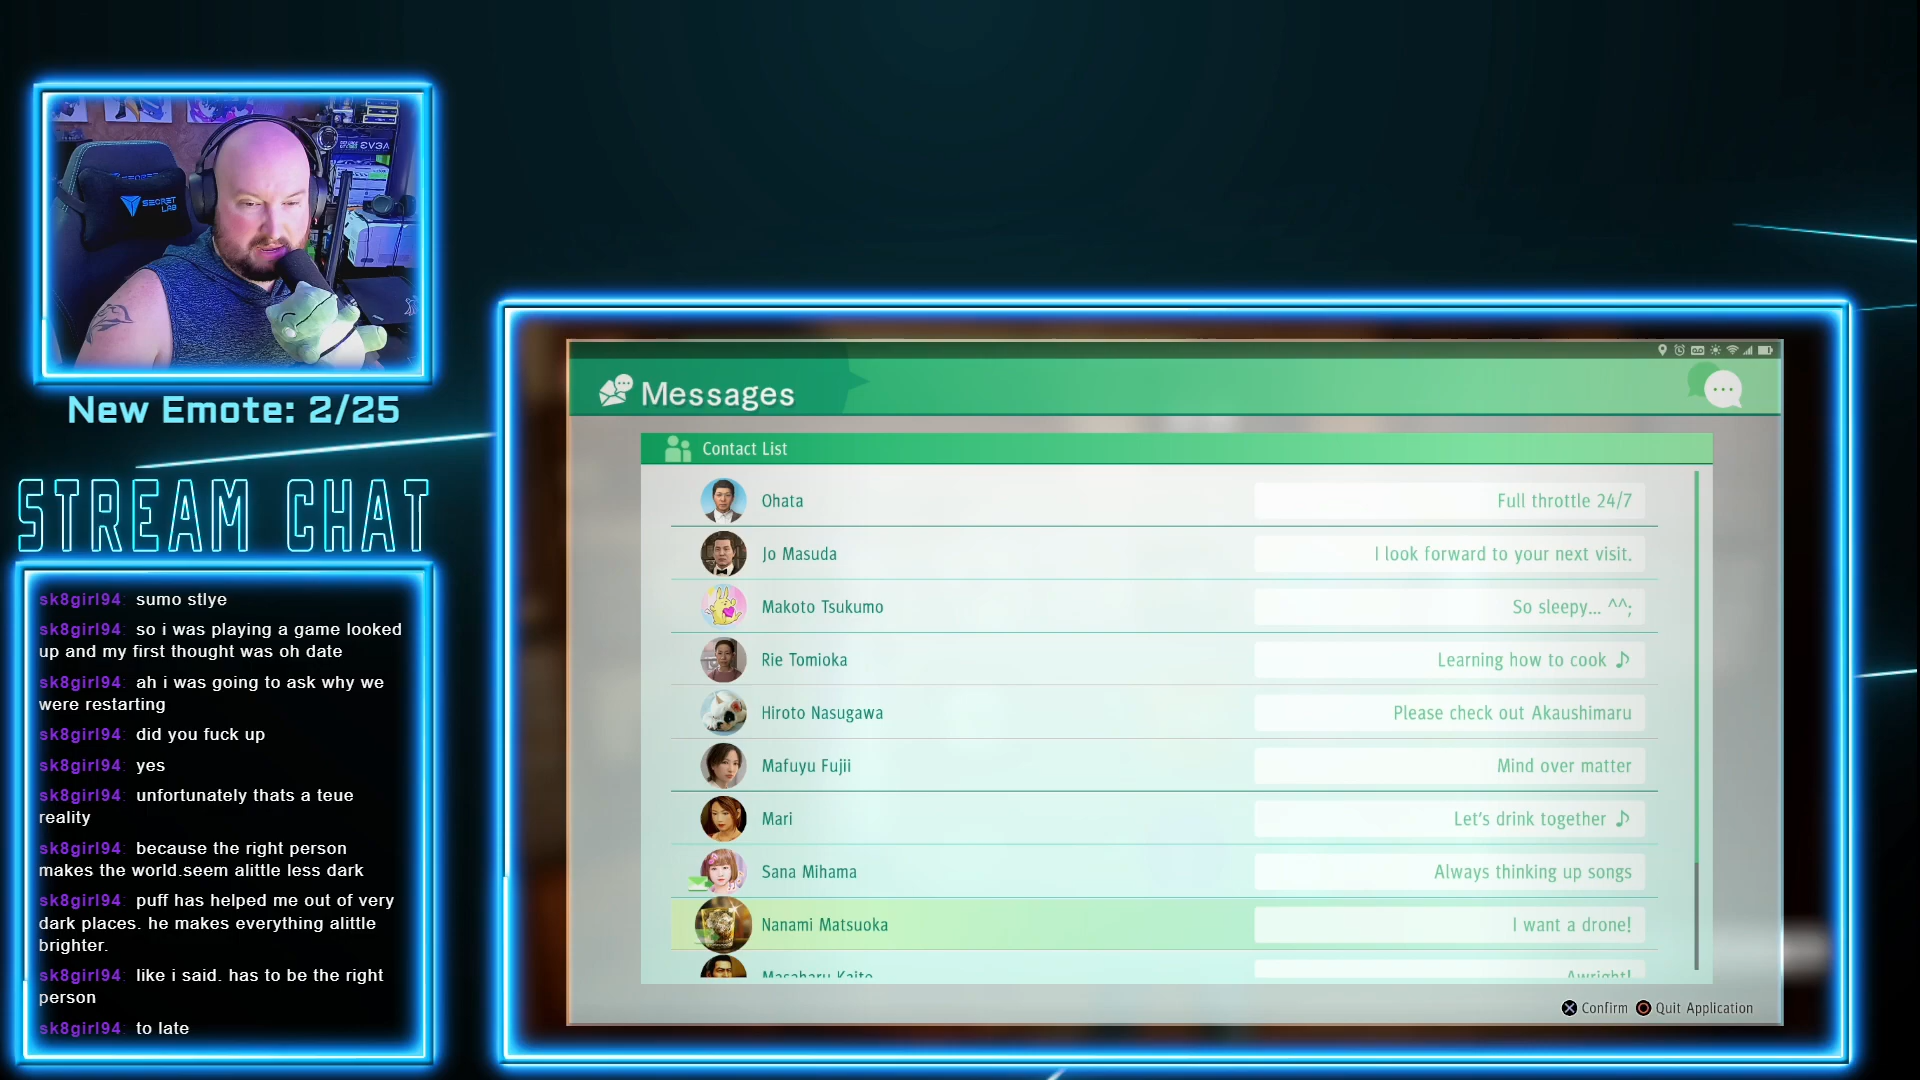 EVGA
SECRET
LAB
New Emote: 2/25
STREAM CHAT
sk8girl94: sumo stlye
sk8girl94: so i was playing a game looked
up and my first thought was oh date
sk8girl94: ah i was going to ask why we
were restarting
sk8girl94: did you fuck up
sk8girl94: yes
sk8girl94: unfortunately thats a teue
reality
sk8girl94: because the right person
makes the world.seem alittle less dark
sk8girl94: puff has helped me out of very
dark places. he makes everything alittle
brighter.
sk8girl94: like i said. has to be the right
person
sk8girl94: to late
Messages
Contact List
Ohata Full throttle 24/7
Jo Masuda I look forward to your next visit.
Makoto Tsukumo So sleepy... ^^;
Rie Tomioka Learning how to cook ♪
Hiroto Nasugawa Please check out Akaushimaru
Mafuyu Fujii Mind over matter
Mari Let's drink together ♪
Sana Mihama Always thinking up songs
Nanami Matsuoka I want a drone!
Masaharu Kaito Awright!
Confirm Quit Application